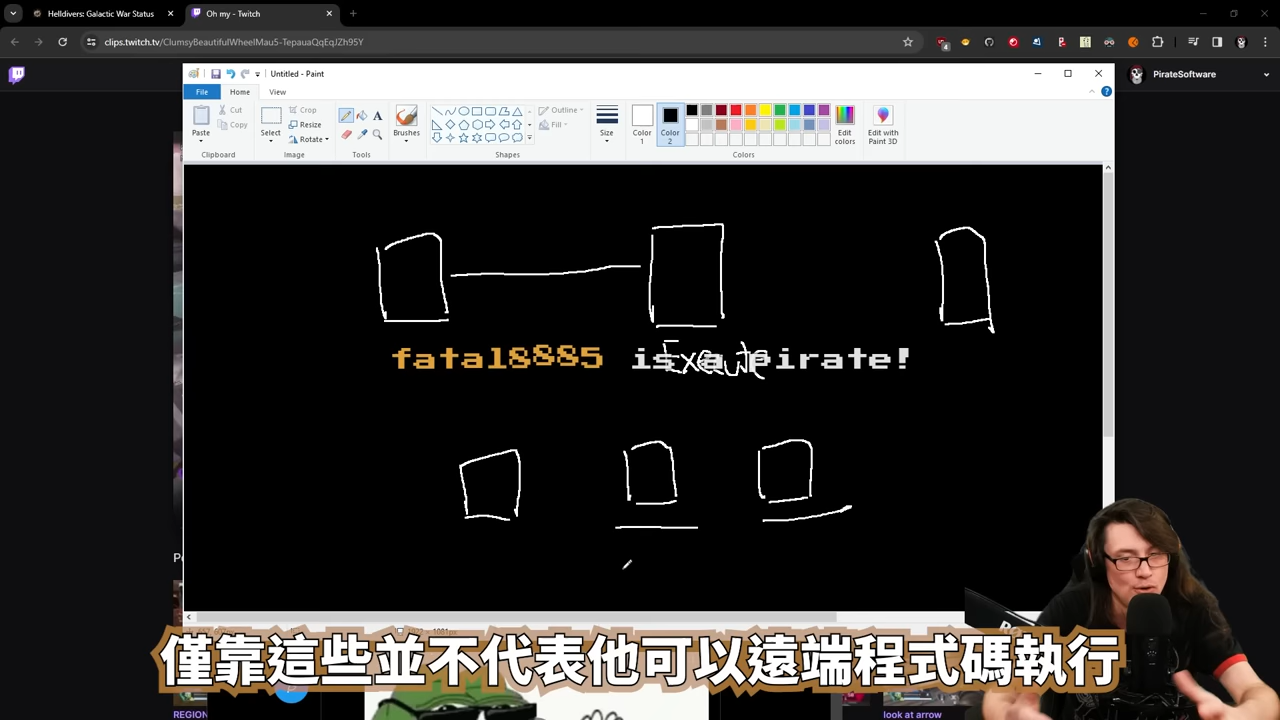 Helldivers: Galactic War Status
Oh my - Twitch
clips.twitch.tv/ClumsyBeautifulWheelMau5-TepauaQqEqJZh95Y
4
Untitled - Paint
PirateSoftware
File
Home
View
Paste
Cut
Copy
Clipboard
Select
Crop
Resize
Rotate
Image
Tools
Brushes
Shapes
Outline
Fill
Size
Color 1
Color 2
Edit colors
Colors
Edit with Paint 3D
fatal8885 is a pirate!
Execute
僅靠這些並不代表他可以遠端程式碼執行
REGION
look at arrow